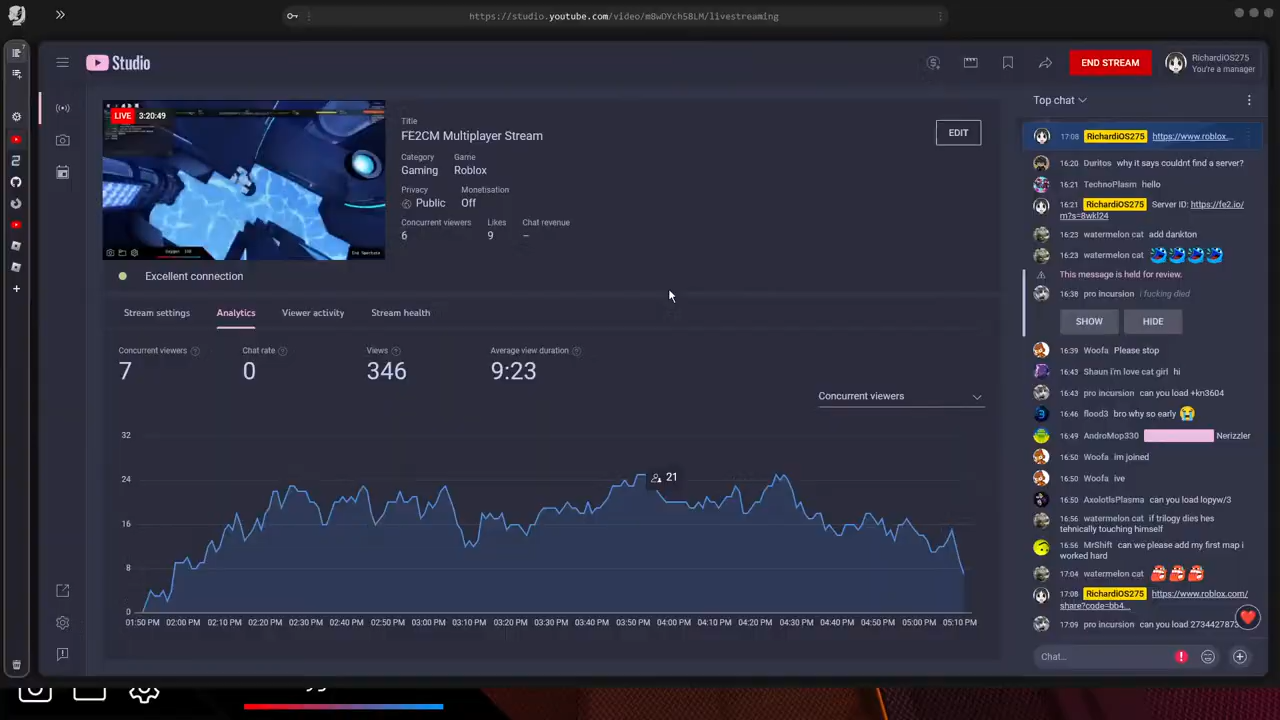 https://studio.youtube.com/video/mBwDYch58LM/livestreaming
Studio
END STREAM
RichardiOS275
You're a manager
LIVE 3:20:49
Title
FE2CM Multiplayer Stream
EDIT
Category Game
Gaming Roblox
Privacy Monetisation
Public Off
Concurrent viewers Likes Chat revenue
6 9 –
Excellent connection
Stream settings Analytics Viewer activity Stream health
Concurrent viewers Chat rate Views Average view duration
7 0 346 9:23
Concurrent viewers
32
24
16
8
0
21
01:50 PM 02:00 PM 02:10 PM 02:20 PM 02:30 PM 02:40 PM 02:50 PM 03:00 PM 03:10 PM 03:20 PM 03:30 PM 03:40 PM 03:50 PM 04:00 PM 04:10 PM 04:20 PM 04:30 PM 04:40 PM 04:50 PM 05:00 PM 05:10 PM
Top chat
17:08 RichardiOS275 https://www.roblox....
16:20 Duritos why it says couldnt find a server?
16:21 TechnoPlasm hello
16:21 RichardiOS275 Server ID: https://fe2.io/
m?s=8wkl24
16:23 watermelon cat add dankton
16:23 watermelon cat
This message is held for review.
16:38 pro incursion i fucking died
SHOW HIDE
16:39 Woofa Please stop
16:43 Shaun i'm love cat girl hi
16:43 pro incursion can you load +kn3604
16:46 flood3 bro why so early 😭
16:49 AndroMop330 Nerizzler
16:50 Woofa im joined
16:50 Woofa ive
16:50 AxolotlsPlasma can you load lopyw/3
16:56 watermelon cat if trilogy dies hes
tehnically touching himself
16:56 MrShift can we please add my first map i
worked hard
17:04 watermelon cat
17:08 RichardiOS275 https://www.roblox.com/
share?code=bb4...
17:09 pro incursion can you load
Chat...